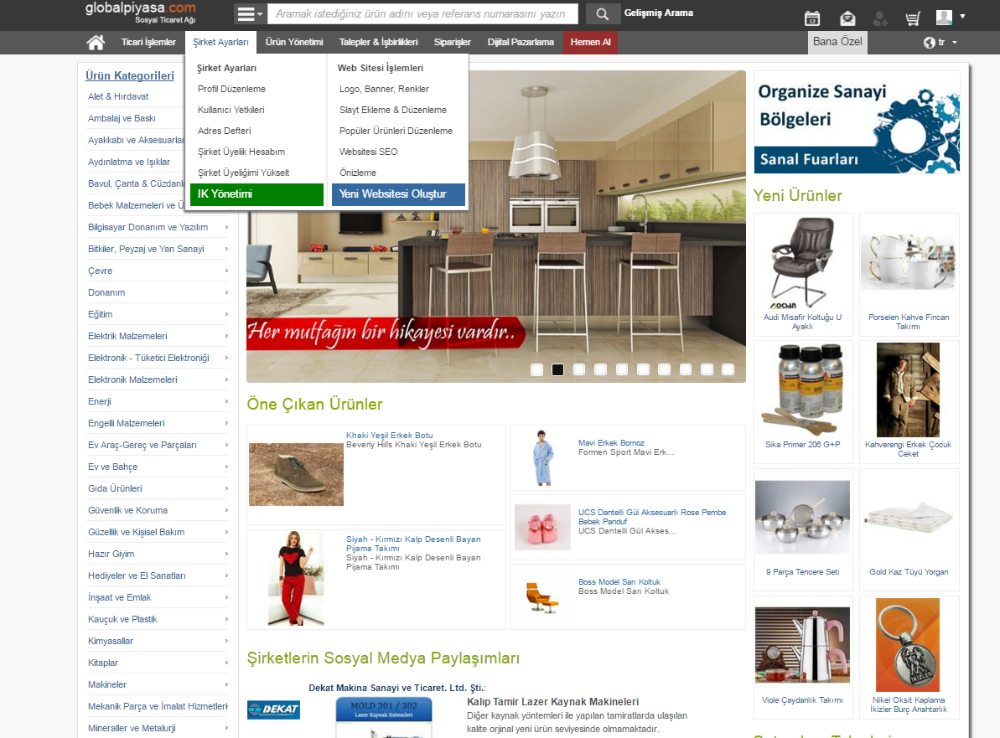 globalpiyasa.com
Sosyal Ticaret Ağı
Aramak istediğiniz ürün adını veya referans numarasını yazın
Gelişmiş Arama
12
Ticari İşlemler
Şirket Ayarları
Ürün Yönetimi
Talepler & İşbirlikleri
Siparişler
Dijital Pazarlama
Hemen Al
Bana Özel
tr
Şirket Ayarları
Profil Düzenleme
Kullanıcı Yetkileri
Adres Defteri
Şirket Üyelik Hesabım
Şirket Üyeliğimi Yükselt
IK Yönetimi
Web Sitesi İşlemleri
Logo, Banner, Renkler
Slayt Ekleme & Düzenleme
Popüler Ürünleri Düzenleme
Websitesi SEO
Önizleme
Yeni Websitesi Oluştur
Ürün Kategorileri
Alet & Hırdavat
Ambalaj ve Baskı
Ayakkabı ve Aksesuarlar
Aydınlatma ve Işıklar
Bavul, Çanta & Cüzdanla
Bebek Malzemeleri ve Ü
Bilgisayar Donanım ve Yazılım
Bitkiler, Peyzaj ve Yan Sanayi
Çevre
Donanım
Eğitim
Elektrik Malzemeleri
Elektronik - Tüketici Elektroniği
Elektronik Malzemeleri
Enerji
Engelli Malzemeleri
Ev Araç-Gereç ve Parçaları
Ev ve Bahçe
Gıda Ürünleri
Güvenlik ve Koruma
Güzellik ve Kişisel Bakım
Hazır Giyim
Hediyeler ve El Sanatları
İnşaat ve Emlak
Kauçuk ve Plastik
Kimyasallar
Kitaplar
Makineler
Mekanik Parça ve İmalat Hizmetleri
Mineraller ve Metalurji
Her mutfağın bir hikayesi vardır..
Öne Çıkan Ürünler
Khaki Yeşil Erkek Botu
Beverly Hills Khaki Yeşil Erkek Botu
Siyah - Kırmızı Kalp Desenli Bayan
Pijama Takımı
Siyah - Kırmızı Kalp Desenli Bayan
Pijama Takımı
Mavi Erkek Bornoz
Formen Sport Mavi Erk...
UCS Dantelli Gül Aksesuarlı Rose Pembe
Bebek Panduf
UCS Dantelli Gül Akses...
Boss Model Sarı Koltuk
Boss Model Sarı Koltuk
Şirketlerin Sosyal Medya Paylaşımları
Dekat Makina Sanayi ve Ticaret. Ltd. Şti.:
DEKAT
MOLD 301 / 302
Lazer Kaynak Sistemleri
Kalıp Tamir Lazer Kaynak Makineleri
Diğer kaynak yöntemleri ile yapılan tamiratlarda ulaşılan
kalite orjinal yeni ürün seviyesinde olmamaktadır.
Organize Sanayi
Bölgeleri
Sanal Fuarları
Yeni Ürünler
KOÇSAN
Audi Misafir Koltuğu U
Ayaklı
Porselen Kahve Fincan
Takımı
Sika Primer 206 G+P
Kahverengi Erkek Çocuk
Ceket
9 Parça Tencere Seti
Gold Kaz Tüyü Yorgan
Viole Çaydanlık Takımı
Nikel Oksit Kaplama
İkizler Burç Anahtarlık